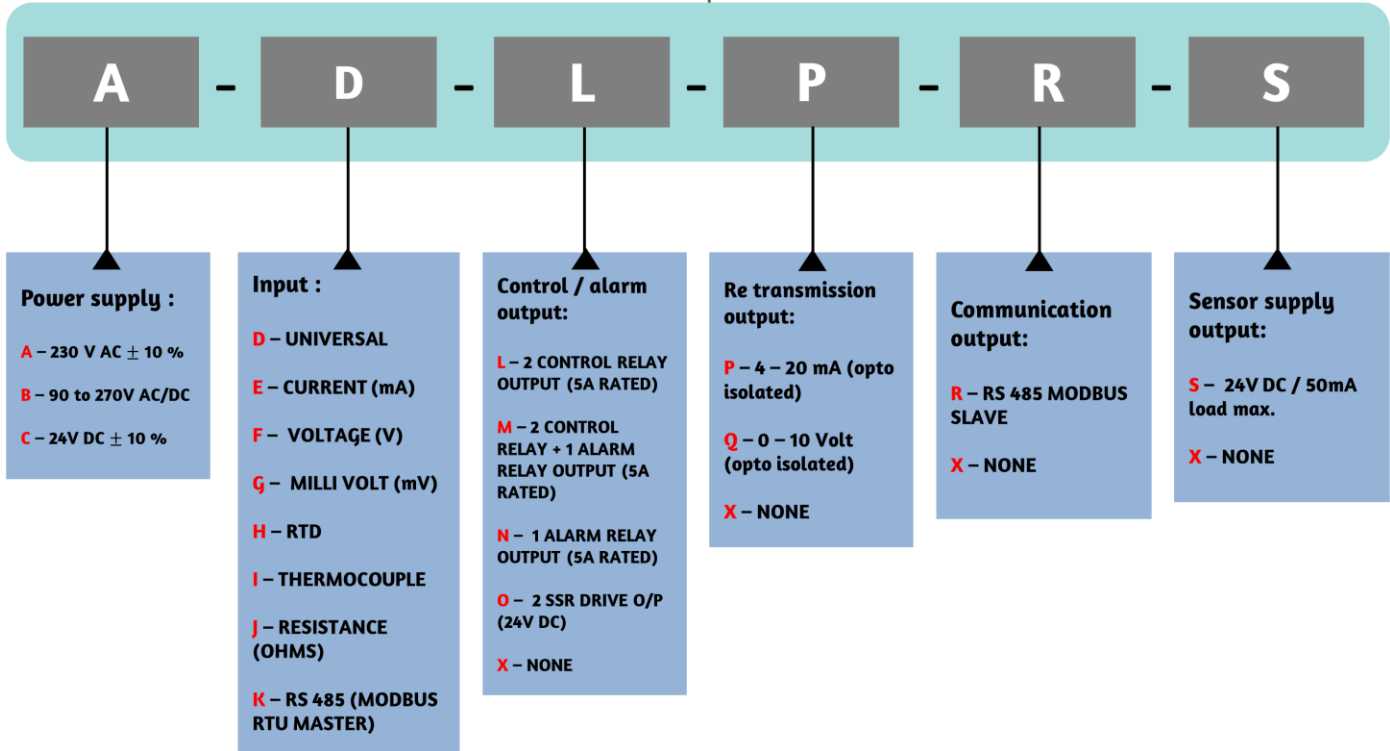 A - D - L - P - R - S
Power supply :
A – 230 V AC ± 10 %
B – 90 to 270V AC/DC
C – 24V DC ± 10 %
Input :
D – UNIVERSAL
E – CURRENT (mA)
F – VOLTAGE (V)
G – MILLI VOLT (mV)
H – RTD
I – THERMOCOUPLE
J – RESISTANCE
(OHMS)
K – RS 485 (MODBUS
RTU MASTER)
Control / alarm
output:
L – 2 CONTROL RELAY
OUTPUT (5A RATED)
M – 2 CONTROL
RELAY + 1 ALARM
RELAY OUTPUT (5A
RATED)
N – 1 ALARM RELAY
OUTPUT (5A RATED)
O – 2 SSR DRIVE O/P
(24V DC)
X – NONE
Re transmission
output:
P – 4 – 20 mA (opto
isolated)
Q – 0 – 10 Volt
(opto isolated)
X – NONE
Communication
output:
R – RS 485 MODBUS
SLAVE
X – NONE
Sensor supply
output:
S – 24V DC / 50mA
load max.
X – NONE